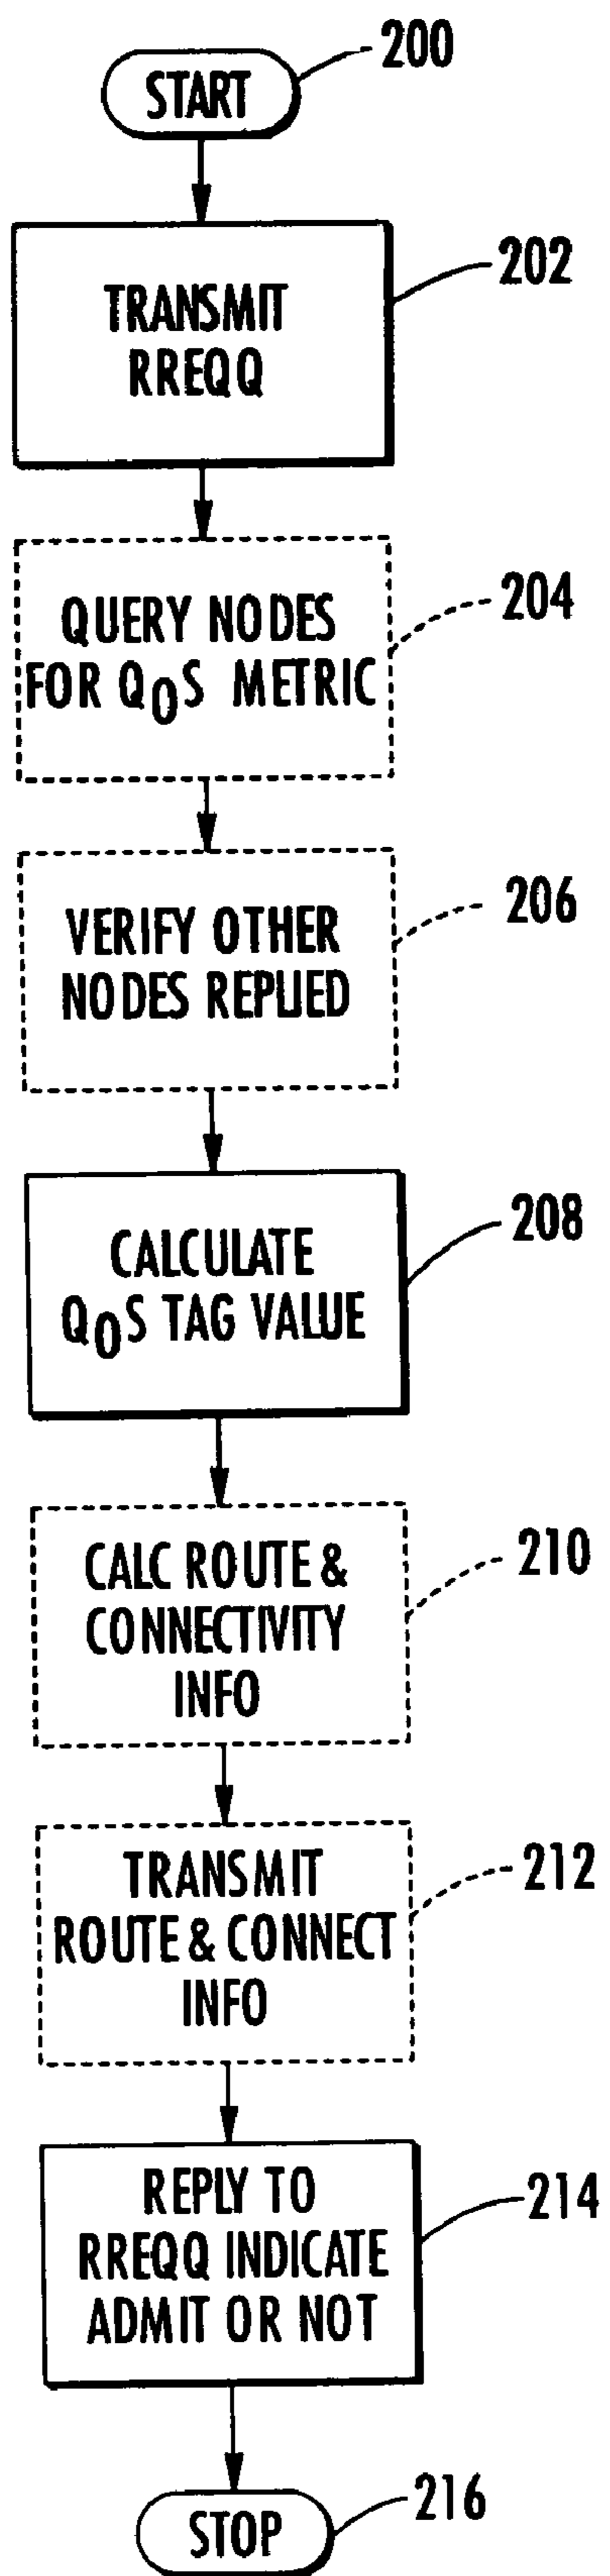 200
START
202
TRANSMIT
RREQQ
204
QUERY NODES
FOR QoS METRIC
206
VERIFY OTHER
NODES REPLIED
208
CALCULATE
QoS TAG VALUE
210
CALC ROUTE &
CONNECTIVITY
INFO
212
TRANSMIT
ROUTE & CONNECT
INFO
214
REPLY TO
RREQQ INDICATE
ADMIT OR NOT
216
STOP